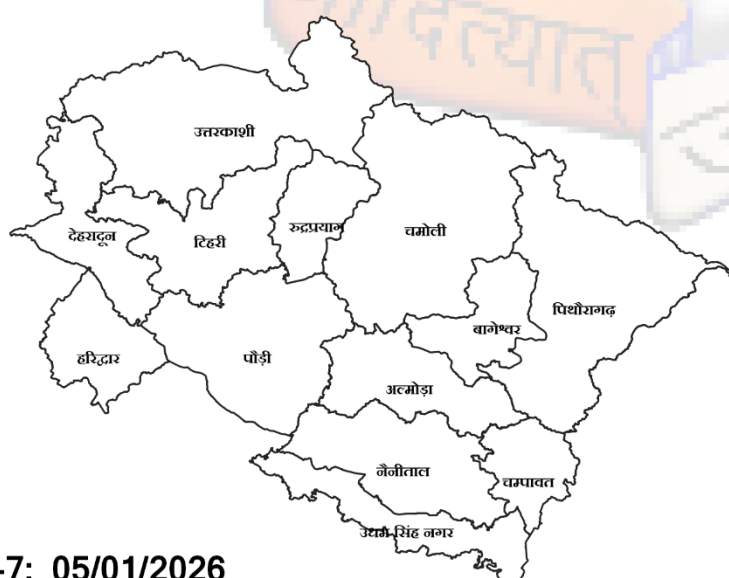 दित्यात
उत्तरकाशी
देहरादून
टिहरी
रुद्रप्रयाग
चमोली
हरिद्वार
पौड़ी
बागेश्वर
पिथौरागढ़
अल्मोड़ा
नैनीताल
चम्पावत
उधम सिंह नगर
-7: 05/01/2026